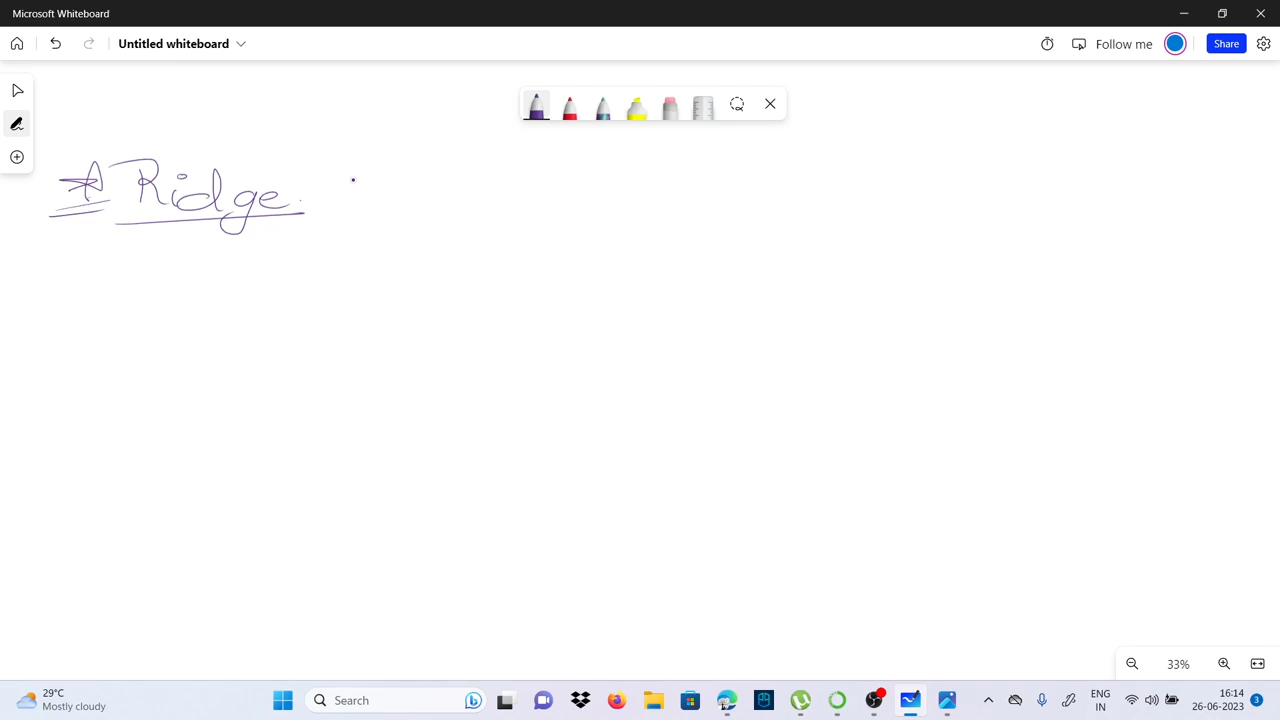 Microsoft Whiteboard
Untitled whiteboard
Follow me
Share
Ridge.
33%
29°C
Mostly cloudy
Search
ENG
IN
16:14
26-06-2023
3